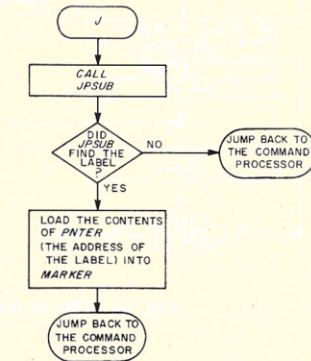 J
CALL
JPSUB
DID
JPSUB
FIND THE
LABEL
?
NO
JUMP BACK TO
THE COMMAND
PROCESSOR
YES
LOAD THE CONTENTS
OF PNTER
(THE ADDRESS OF
THE LABEL) INTO
MARKER
JUMP BACK TO
THE COMMAND
PROCESSOR